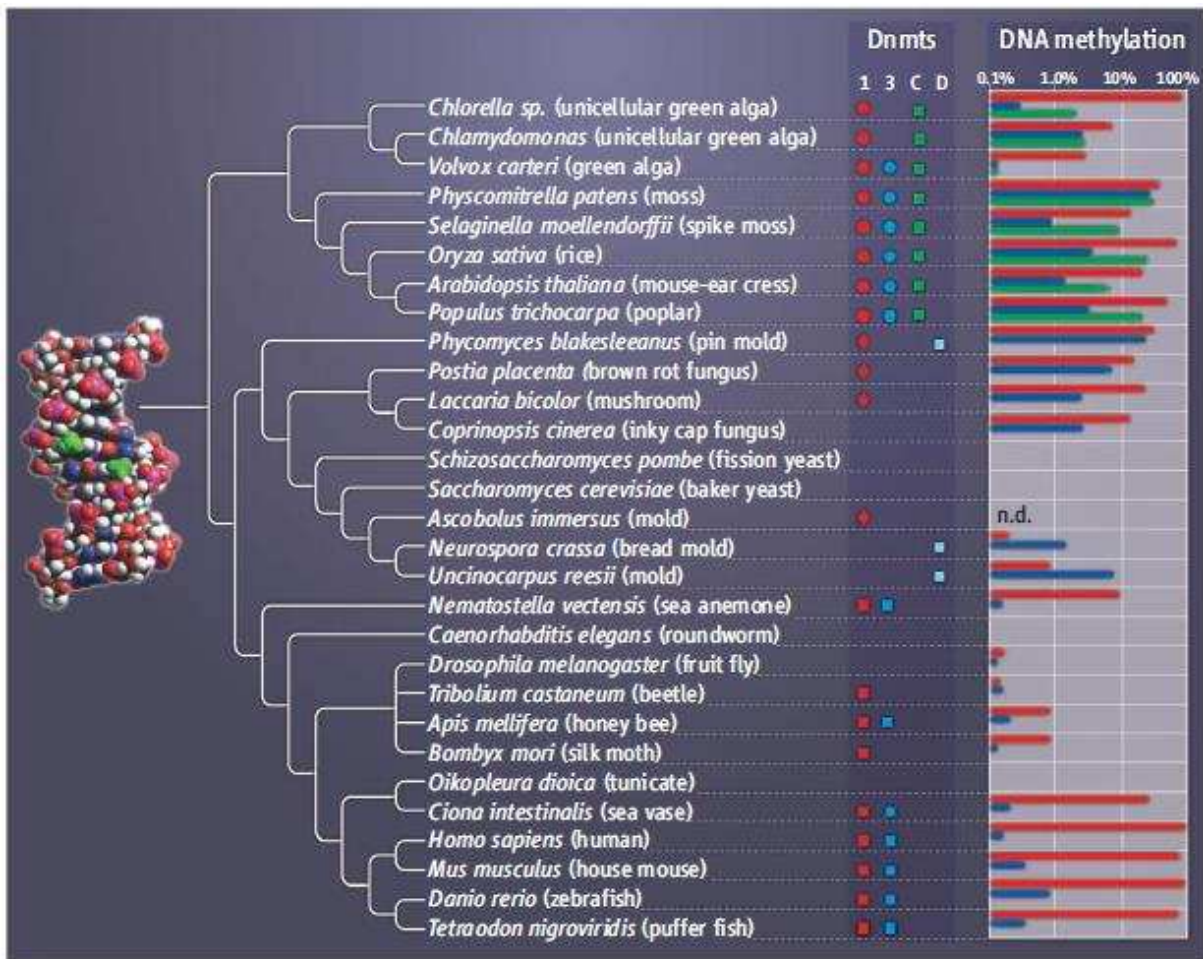 Dnmts DNA methylation
1 3 C D 0.1% 1.0% 10% 100%
Chlorella sp. (unicellular green alga)
Chlamydomonas (unicellular green alga)
Volvox carteri (green alga)
Physcomitrella patens (moss)
Selaginella moellendorffii (spike moss)
Oryza sativa (rice)
Arabidopsis thaliana (mouse-ear cress)
Populus trichocarpa (poplar)
Phycomyces blakesleeanus (pin mold)
Postia placenta (brown rot fungus)
Laccaria bicolor (mushroom)
Coprinopsis cinerea (inky cap fungus)
Schizosaccharomyces pombe (fission yeast)
Saccharomyces cerevisiae (baker yeast)
Ascobolus immersus (mold) n.d.
Neurospora crassa (bread mold)
Uncinocarpus reesii (mold)
Nematostella vectensis (sea anemone)
Caenorhabditis elegans (roundworm)
Drosophila melanogaster (fruit fly)
Tribolium castaneum (beetle)
Apis mellifera (honey bee)
Bombyx mori (silk moth)
Oikopleura dioica (tunicate)
Ciona intestinalis (sea vase)
Homo sapiens (human)
Mus musculus (house mouse)
Danio rerio (zebrafish)
Tetraodon nigroviridis (puffer fish)